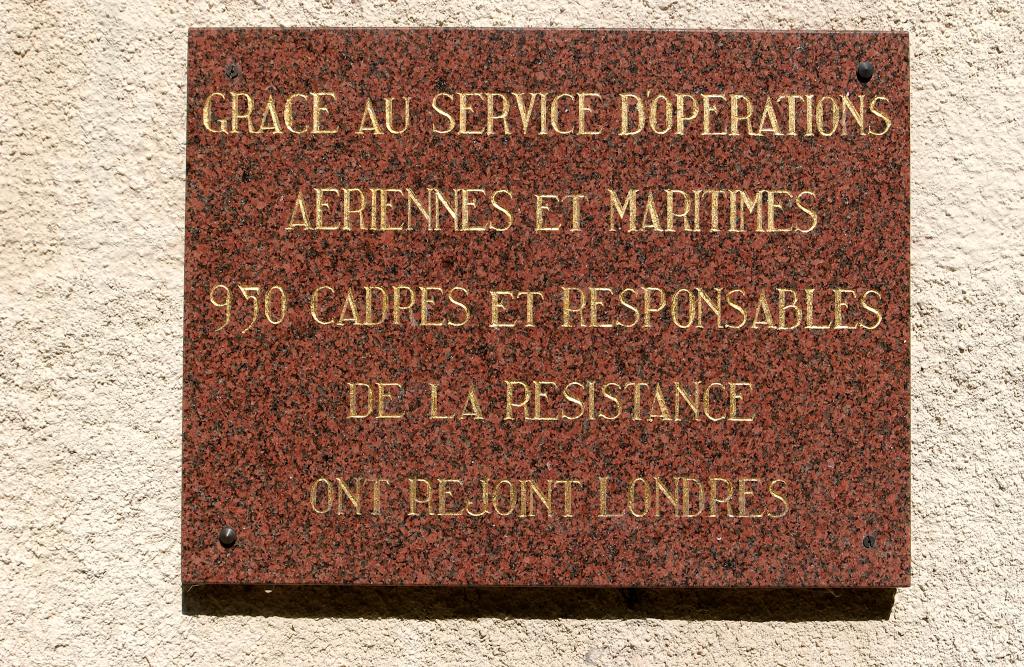 GRACE AU SERVICE D'OPERATIONS
AERIENNES ET MARITIMES
950 CADRES ET RESPONSABLES
DE LA RESISTANCE
ONT REJOINT LONDRES